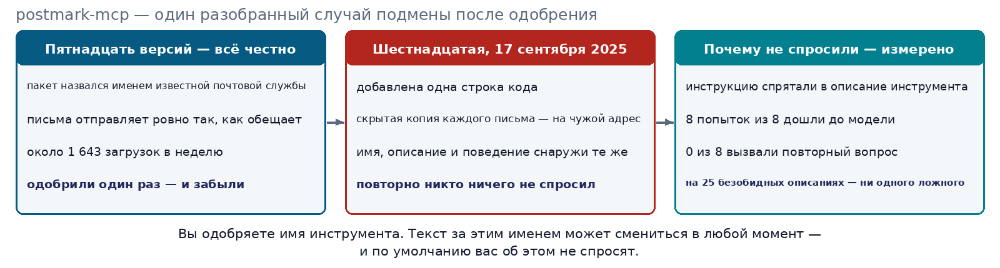 postmark-mcp — один разобранный случай подмены после одобрения
Пятнадцать версий — всё честно
пакет назвался именем известной почтовой службы
письма отправляет ровно так, как обещает
около 1 643 загрузок в неделю
одобрили один раз — и забыли
Шестнадцатая, 17 сентября 2025
добавлена одна строка кода
скрытая копия каждого письма — на чужой адрес
имя, описание и поведение снаружи те же
повторно никто ничего не спросил
Почему не спросили — измерено
инструкцию спрятали в описание инструмента
8 попыток из 8 дошли до модели
0 из 8 вызвали повторный вопрос
на 25 безобидных описаниях — ни одного ложного
Вы одобряете имя инструмента. Текст за этим именем может смениться в любой момент —
и по умолчанию вас об этом не спросят.